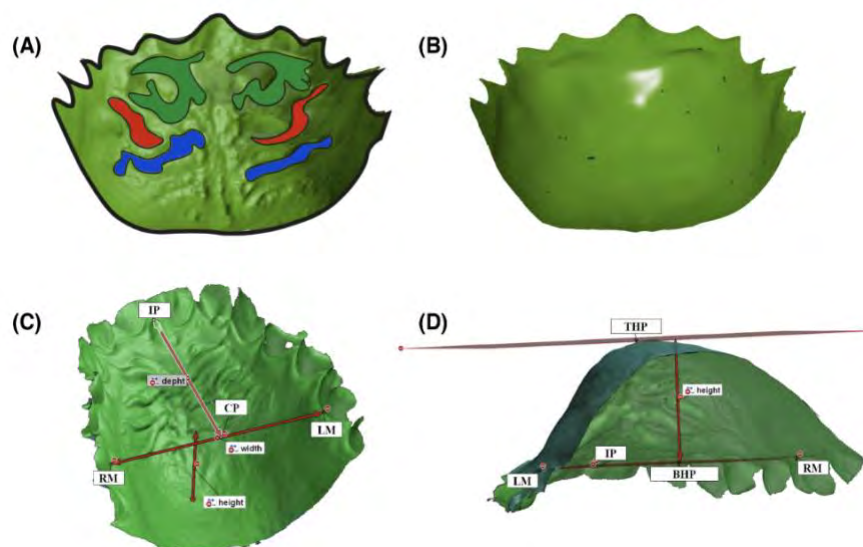 (A)
(B)
(C)
IP
depht
CP
width
LM
RM
height
(D)
THP
height
IP
LM
BHP
RM